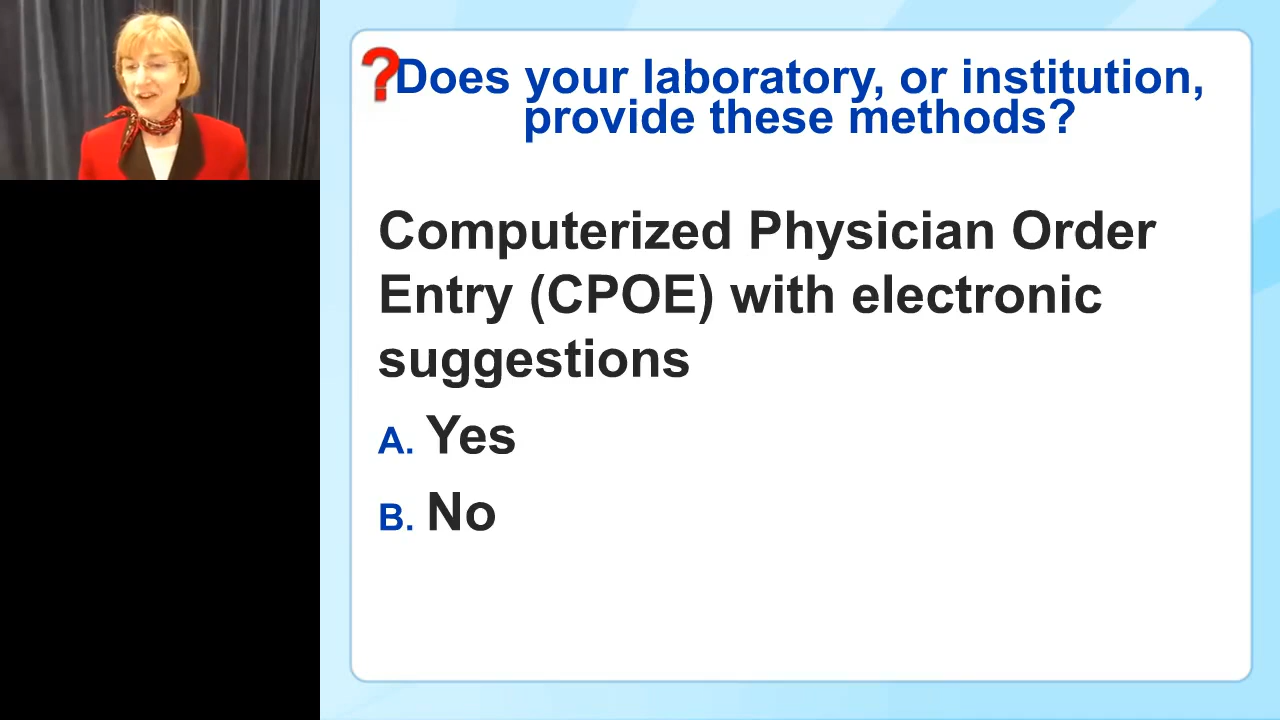 ?Does your laboratory, or institution,
provide these methods?
Computerized Physician Order
Entry (CPOE) with electronic
suggestions
A. Yes
B. No